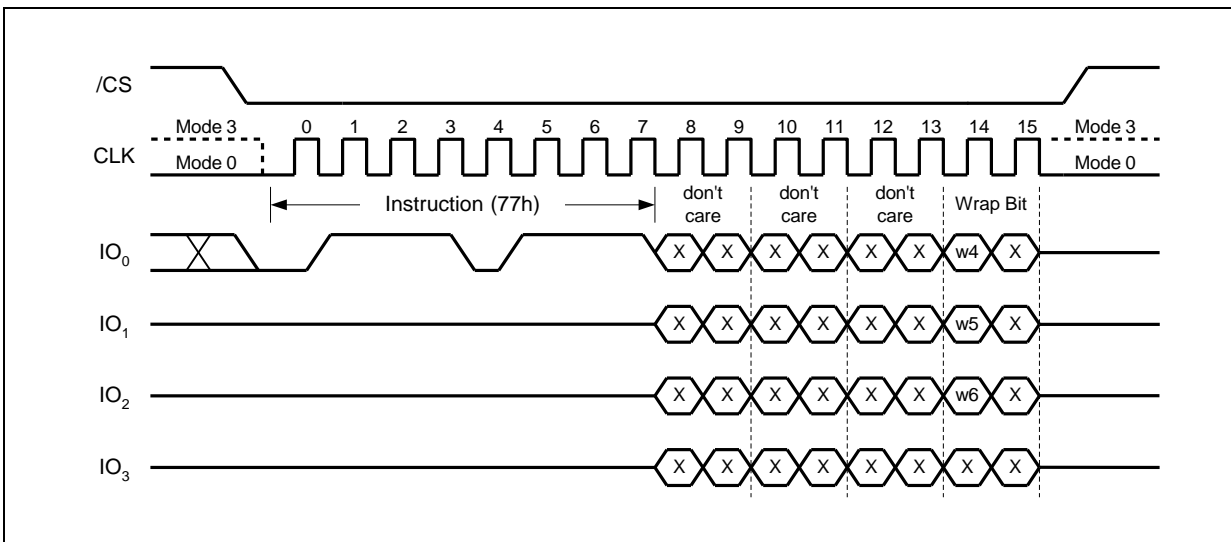 /CS
Mode 3 0 1 2 3 4 5 6 7 8 9 10 11 12 13 14 15 Mode 3
CLK
Mode 0 Mode 0
Instruction (77h) don't care don't care don't care Wrap Bit
IO0 X X X X X X w4 X
IO1 X X X X X X w5 X
IO2 X X X X X X w6 X
IO3 X X X X X X X X